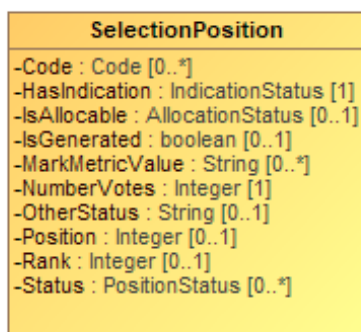 SelectionPosition
-Code : Code [0..*]
-HasIndication : IndicationStatus [1]
-IsAllocable : AllocationStatus [0..1]
-IsGenerated : boolean [0..1]
-MarkMetricValue : String [0..*]
-NumberVotes : Integer [1]
-OtherStatus : String [0..1]
-Position : Integer [0..1]
-Rank : Integer [0..1]
-Status : PositionStatus [0..*]